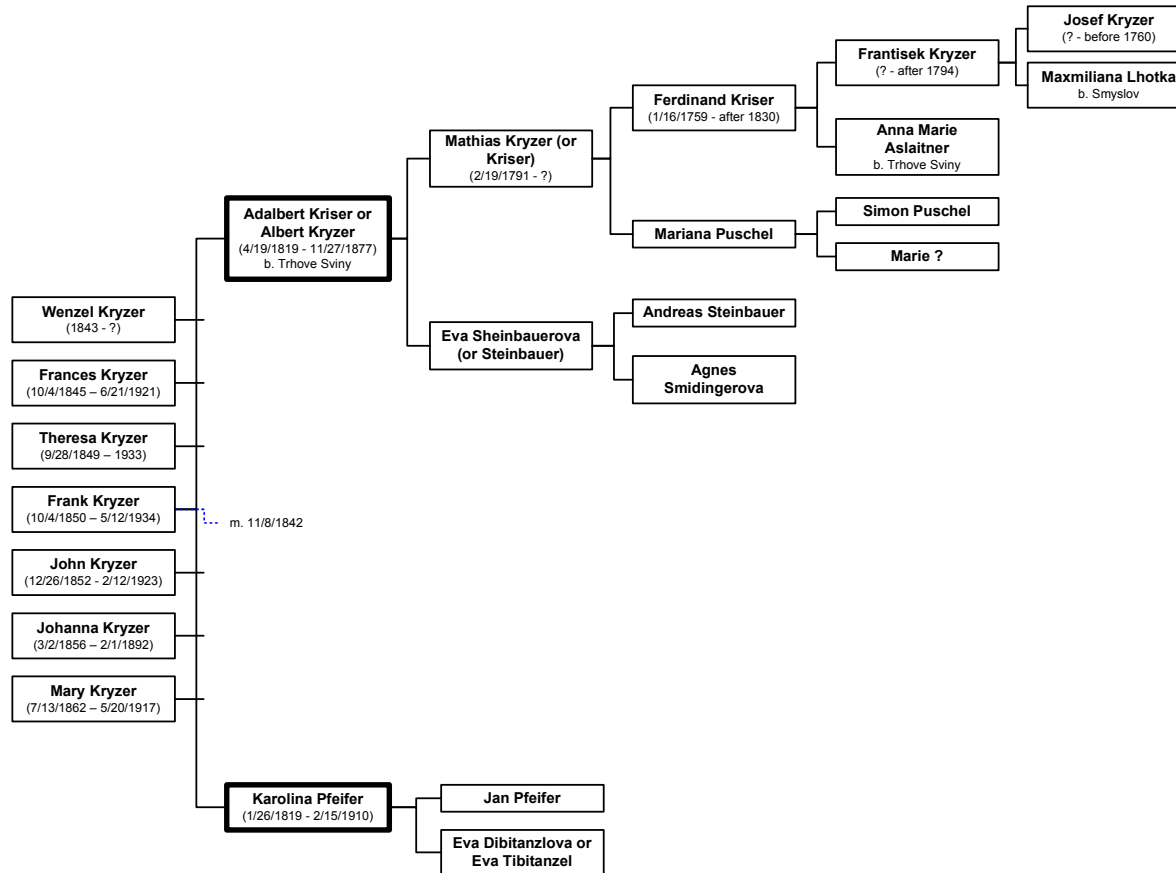 Josef Kryzer
(? - before 1760)
Frantisek Kryzer
(? - after 1794)
Maxmiliana Lhotka
b. Smyslov
Ferdinand Kriser
(1/16/1759 - after 1830)
Anna Marie
Aslaitner
b. Trhove Sviny
Mathias Kryzer (or
Kriser)
(2/19/1791 - ?)
Adalbert Kriser or
Albert Kryzer
(4/19/1819 - 11/27/1877)
b. Trhove Sviny
Simon Puschel
Mariana Puschel
Marie ?
Wenzel Kryzer
(1843 - ?)
Andreas Steinbauer
Eva Sheinbauerova
(or Steinbauer)
Agnes
Smidingerova
Frances Kryzer
(10/4/1845 – 6/21/1921)
Theresa Kryzer
(9/28/1849 – 1933)
Frank Kryzer
(10/4/1850 – 5/12/1934)
m. 11/8/1842
John Kryzer
(12/26/1852 - 2/12/1923)
Johanna Kryzer
(3/2/1856 – 2/1/1892)
Mary Kryzer
(7/13/1862 – 5/20/1917)
Karolina Pfeifer
(1/26/1819 - 2/15/1910)
Jan Pfeifer
Eva Dibitanzlova or
Eva Tibitanzel